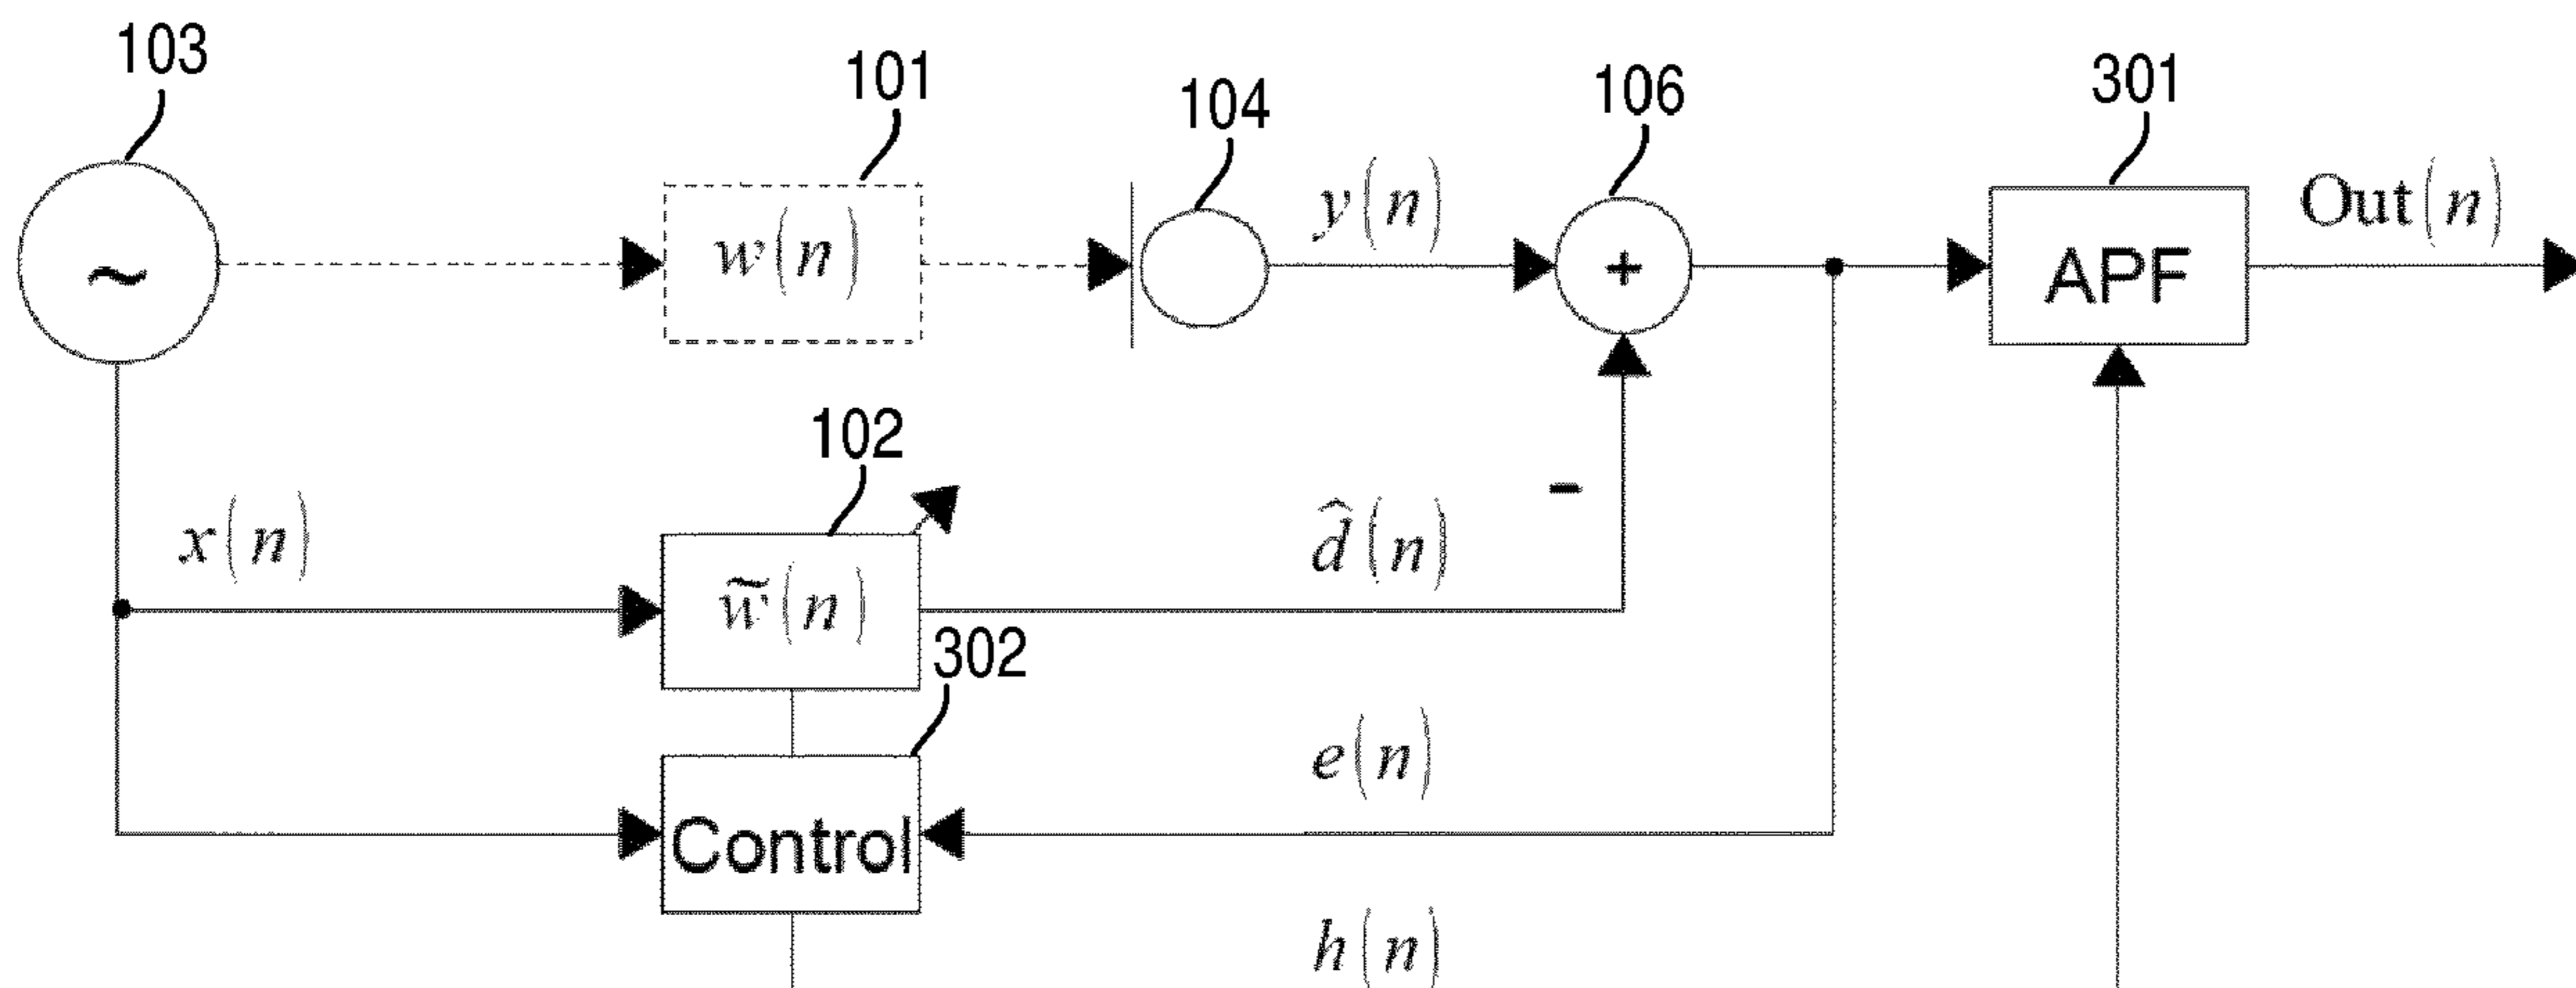 103
101
104
106
301
~
w(n)
y(n)
+
APF
Out(n)
102
x(n)
w̃(n)
d̂(n)
-
302
Control
e(n)
h(n)